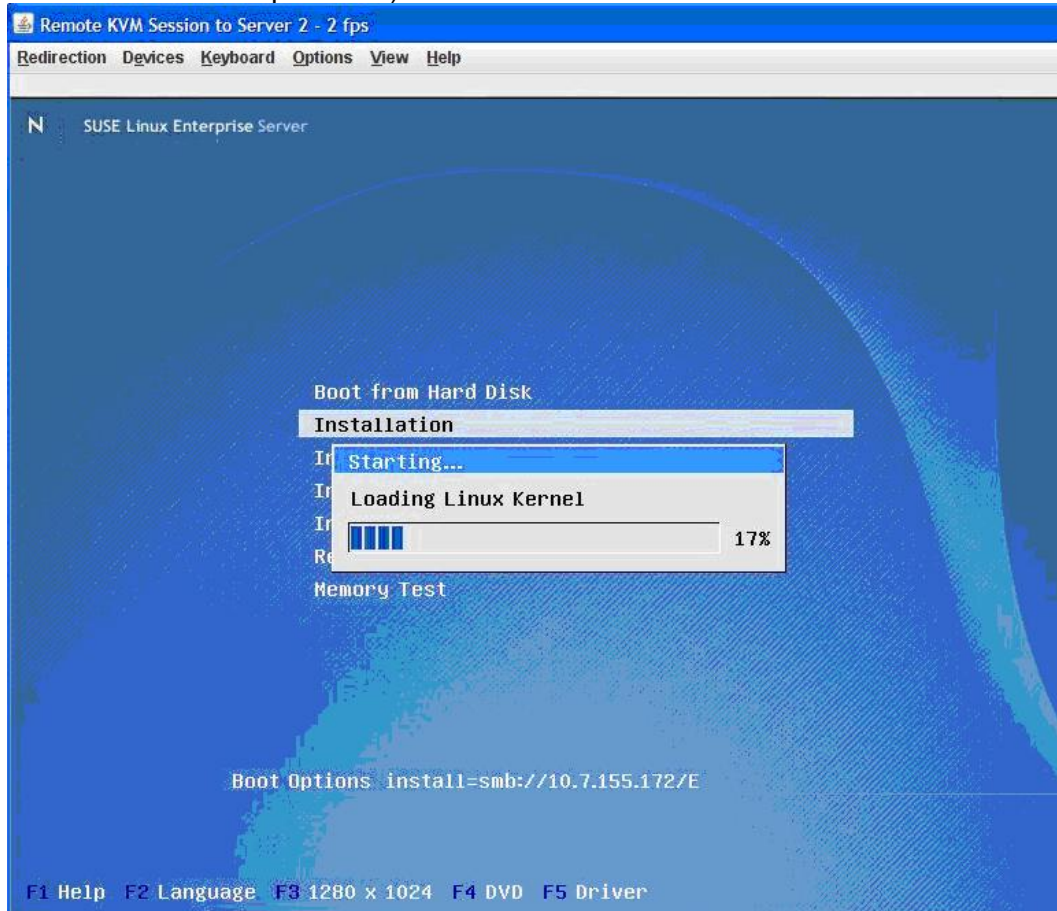 Remote KVM Session to Server 2 - 2 fps
Redirection Devices Keyboard Options View Help
N SUSE Linux Enterprise Server
Boot from Hard Disk
Installation
Starting...
Loading Linux Kernel
17%
Memory Test
Boot Options install=smb://10.7.155.172/E
F1 Help F2 Language F3 1280 x 1024 F4 DVD F5 Driver